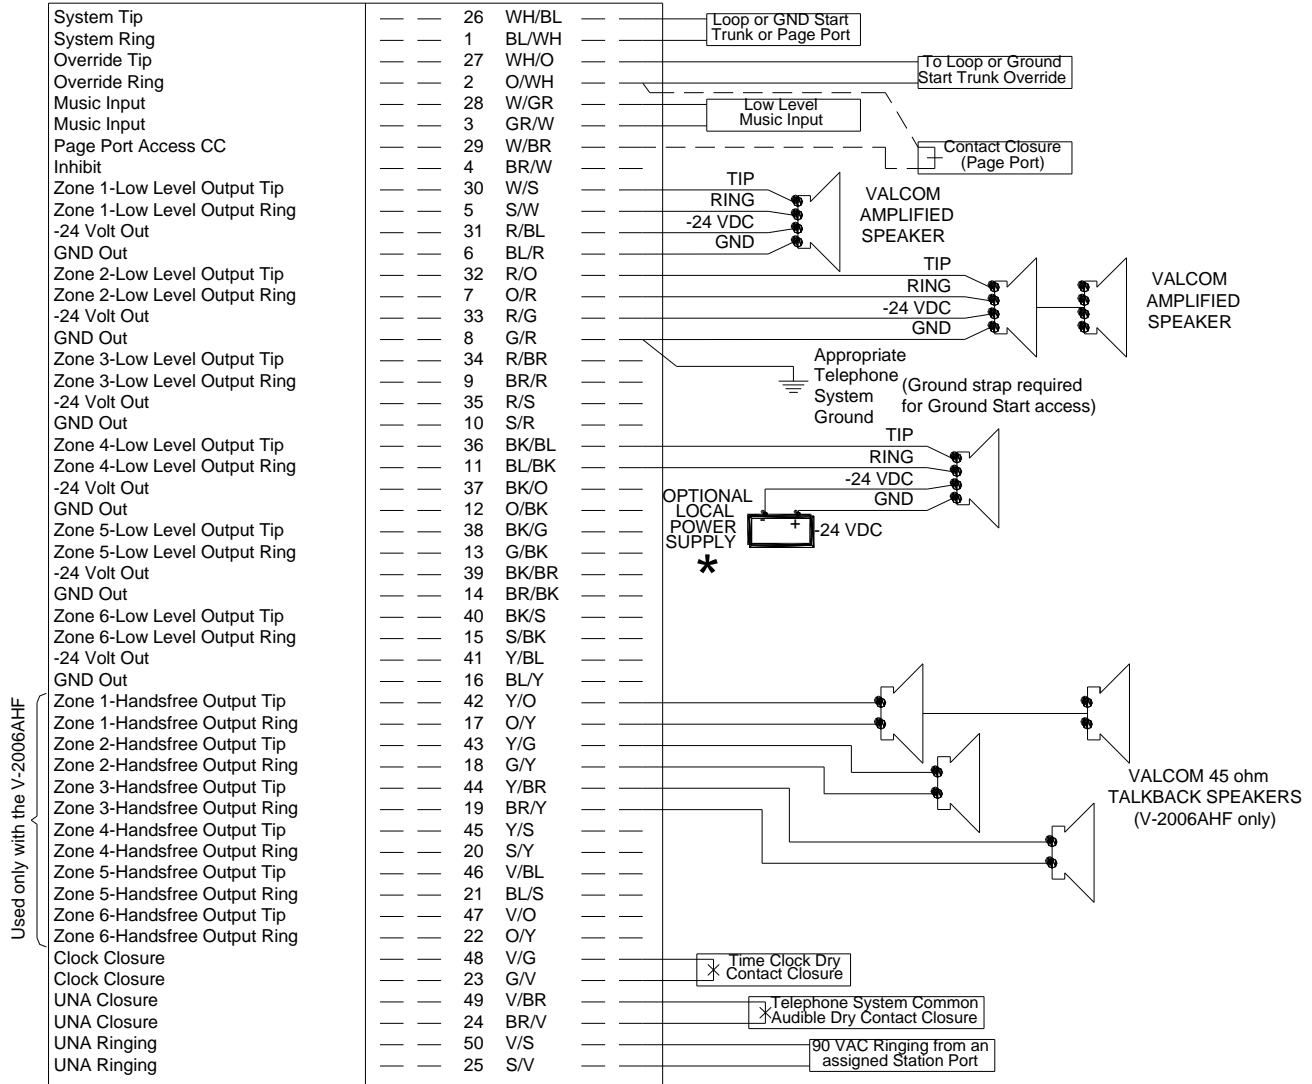 System Tip 26 WH/BL
System Ring 1 BL/WH
Override Tip 27 WH/O
Override Ring 2 O/WH
Music Input 28 W/GR
Music Input 3 GR/W
Page Port Access CC 29 W/BR
Inhibit 4 BR/W
Zone 1-Low Level Output Tip 30 W/S
Zone 1-Low Level Output Ring 5 S/W
-24 Volt Out 31 R/BL
GND Out 6 BL/R
Zone 2-Low Level Output Tip 32 R/O
Zone 2-Low Level Output Ring 7 O/R
-24 Volt Out 33 R/G
GND Out 8 G/R
Zone 3-Low Level Output Tip 34 R/BR
Zone 3-Low Level Output Ring 9 BR/R
-24 Volt Out 35 R/S
GND Out 10 S/R
Zone 4-Low Level Output Tip 36 BK/BL
Zone 4-Low Level Output Ring 11 BL/BK
-24 Volt Out 37 BK/O
GND Out 12 O/BK
Zone 5-Low Level Output Tip 38 BK/G
Zone 5-Low Level Output Ring 13 G/BK
-24 Volt Out 39 BK/BR
GND Out 14 BR/BK
Zone 6-Low Level Output Tip 40 BK/S
Zone 6-Low Level Output Ring 15 S/BK
-24 Volt Out 41 Y/BL
GND Out 16 BL/Y
Zone 1-Handsfree Output Tip 42 Y/O
Zone 1-Handsfree Output Ring 17 O/Y
Zone 2-Handsfree Output Tip 43 Y/G
Zone 2-Handsfree Output Ring 18 G/Y
Zone 3-Handsfree Output Tip 44 Y/BR
Zone 3-Handsfree Output Ring 19 BR/Y
Zone 4-Handsfree Output Tip 45 Y/S
Zone 4-Handsfree Output Ring 20 S/Y
Zone 5-Handsfree Output Tip 46 V/BL
Zone 5-Handsfree Output Ring 21 BL/S
Zone 6-Handsfree Output Tip 47 V/O
Zone 6-Handsfree Output Ring 22 O/Y
Clock Closure 48 V/G
Clock Closure 23 G/V
UNA Closure 49 V/BR
UNA Closure 24 BR/V
UNA Ringing 50 V/S
UNA Ringing 25 S/V
Used only with the V-2006AHF
Loop or GND Start
Trunk or Page Port
To Loop or Ground
Start Trunk Override
Low Level
Music Input
Contact Closure
(Page Port)
TIP
RING
-24 VDC
GND
VALCOM
AMPLIFIED
SPEAKER
TIP
RING
-24 VDC
GND
VALCOM
AMPLIFIED
SPEAKER
Appropriate
Telephone
System
Ground
(Ground strap required
for Ground Start access)
TIP
RING
-24 VDC
GND
OPTIONAL
LOCAL
POWER
SUPPLY
*
- +
-24 VDC
VALCOM 45 ohm
TALKBACK SPEAKERS
(V-2006AHF only)
Time Clock Dry
Contact Closure
Telephone System Common
Audible Dry Contact Closure
90 VAC Ringing from an
assigned Station Port